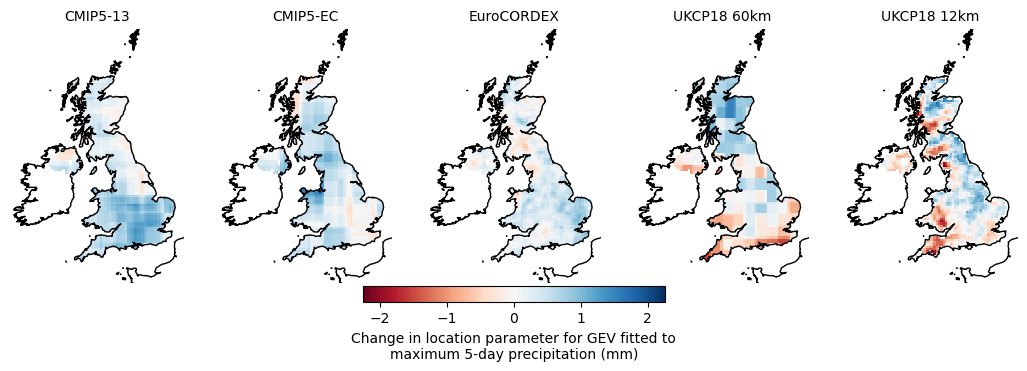 CMIP5-13 CMIP5-EC EuroCORDEX UKCP18 60km UKCP18 12km
−2 −1 0 1 2
Change in location parameter for GEV fitted to
maximum 5-day precipitation (mm)